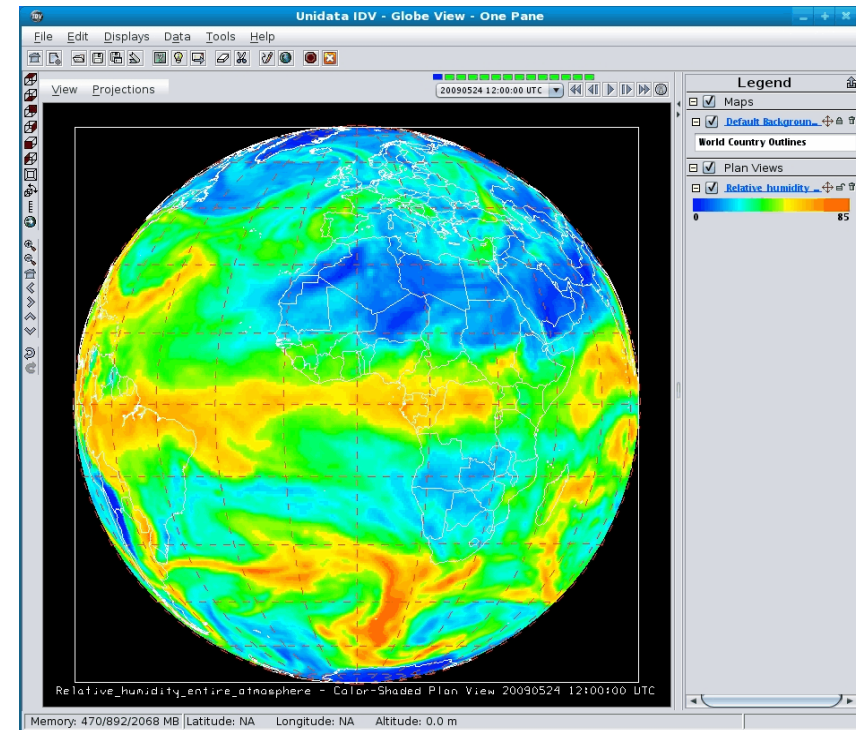 IDV
Unidata IDV - Globe View - One Pane
File Edit Displays Data Tools Help
View Projections
20090524 12:00:00 UTC
Legend
Maps
Default Backgroun...
World Country Outlines
Plan Views
Relative humidity ...
0 85
Relative_humidity_entire_atmosphere - Color-Shaded Plan View 20090524 12:00:00 UTC
Memory: 470/892/2068 MB Latitude: NA Longitude: NA Altitude: 0.0 m